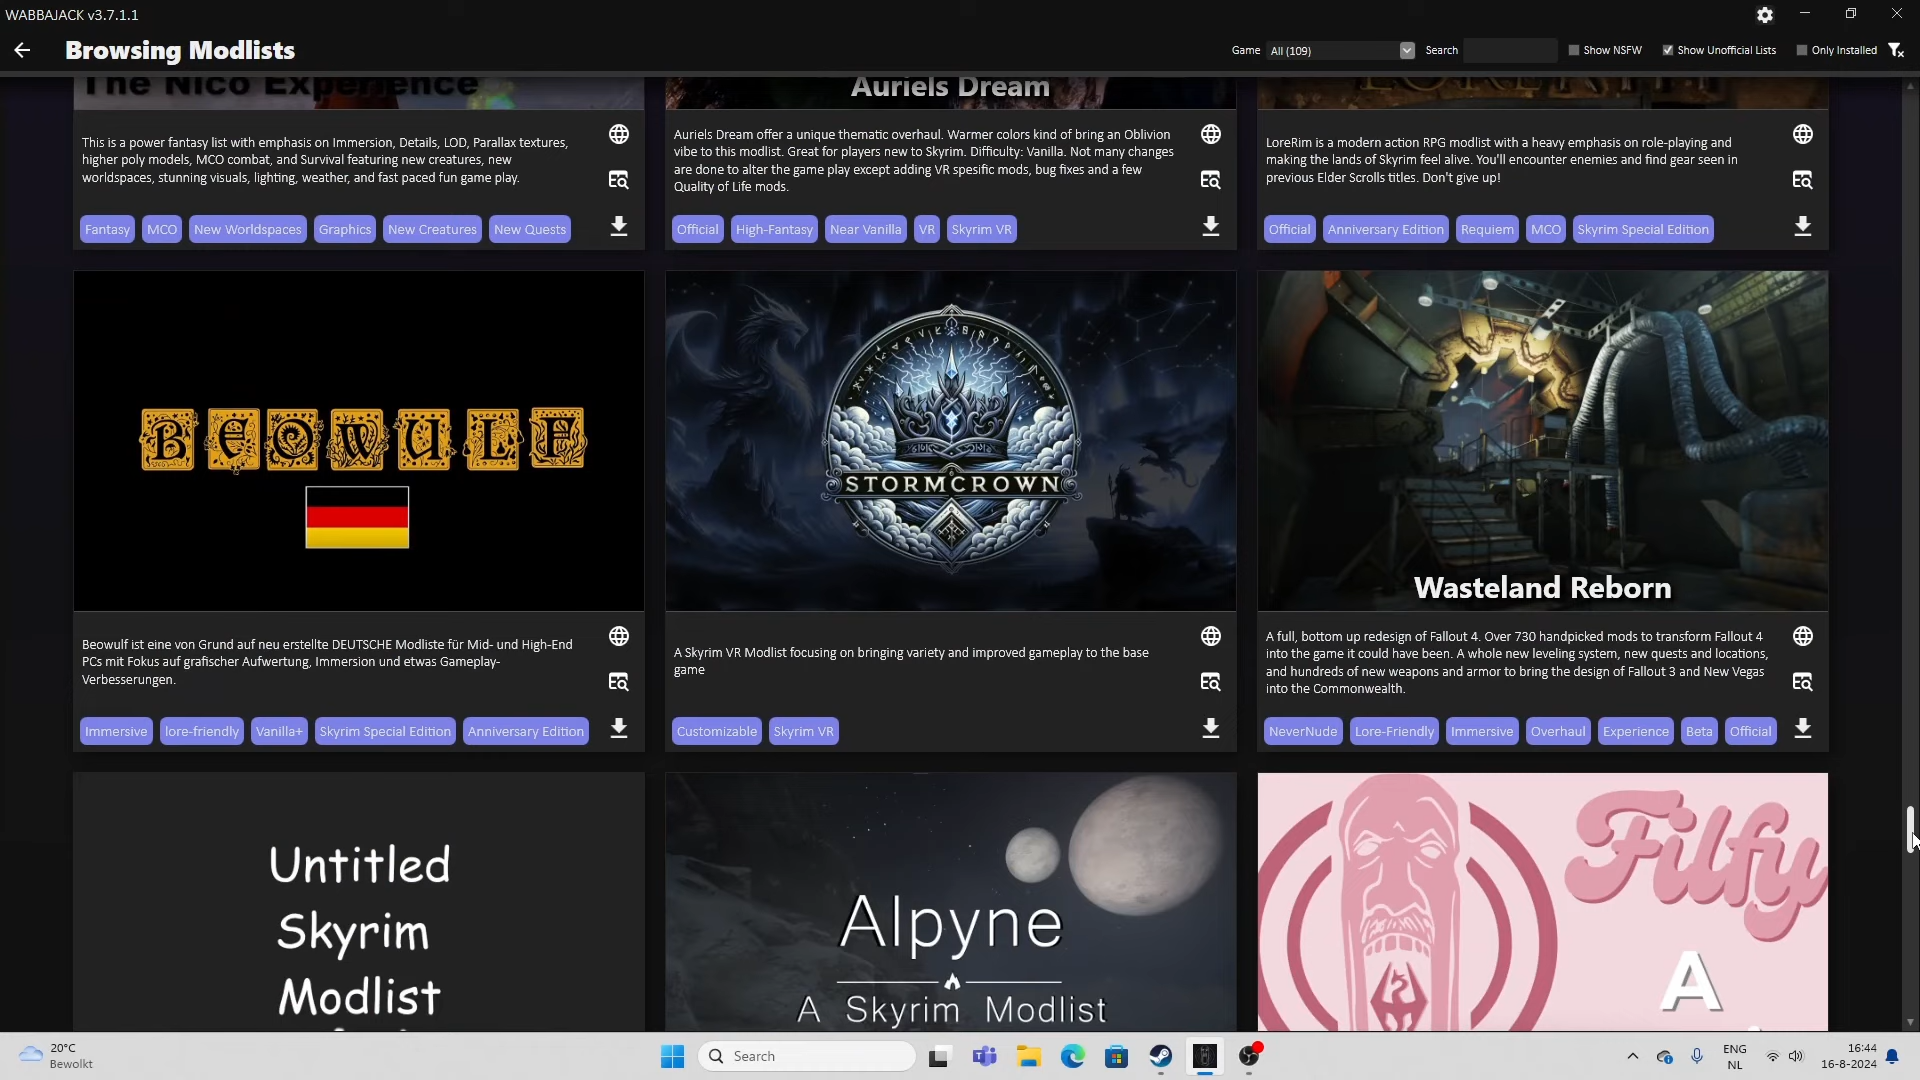 WABBAJACK v3.7.1.1
Browsing Modlists
Game All (109) Search Show NSFW Show Unofficial Lists Only Installed
The Nico Experience
Auriels Dream
LORERIM
This is a power fantasy list with emphasis on Immersion, Details, LOD, Parallax textures,
higher poly models, MCO combat, and Survival featuring new creatures, new
worldspaces, stunning visuals, lighting, weather, and fast paced fun game play.
Fantasy MCO New Worldspaces Graphics New Creatures New Quests
Auriels Dream offer a unique thematic overhaul. Warmer colors kind of bring an Oblivion
vibe to this modlist. Great for players new to Skyrim. Difficulty: Vanilla. Not many changes
are done to alter the game play except adding VR spesific mods, bug fixes and a few
Quality of Life mods.
Official High-Fantasy Near Vanilla VR Skyrim VR
LoreRim is a modern action RPG modlist with a heavy emphasis on role-playing and
making the lands of Skyrim feel alive. You'll encounter enemies and find gear seen in
previous Elder Scrolls titles. Don't give up!
Official Anniversary Edition Requiem MCO Skyrim Special Edition
BEOWULF
STORMCROWN
Wasteland Reborn
Beowulf ist eine von Grund auf neu erstellte DEUTSCHE Modliste für Mid- und High-End
PCs mit Fokus auf grafischer Aufwertung, Immersion und etwas Gameplay-
Verbesserungen.
Immersive lore-friendly Vanilla+ Skyrim Special Edition Anniversary Edition
A Skyrim VR Modlist focusing on bringing variety and improved gameplay to the base
game
Customizable Skyrim VR
A full, bottom up redesign of Fallout 4. Over 730 handpicked mods to transform Fallout 4
into the game it could have been. A whole new leveling system, new quests and locations,
and hundreds of new weapons and armor to bring the design of Fallout 3 and New Vegas
into the Commonwealth.
NeverNude Lore-Friendly Immersive Overhaul Experience Beta Official
Untitled
Skyrim
Modlist
Alpyne
A Skyrim Modlist
Filfy
A
20°C
Bewolkt
Search
ENG
NL
16:44
16-8-2024